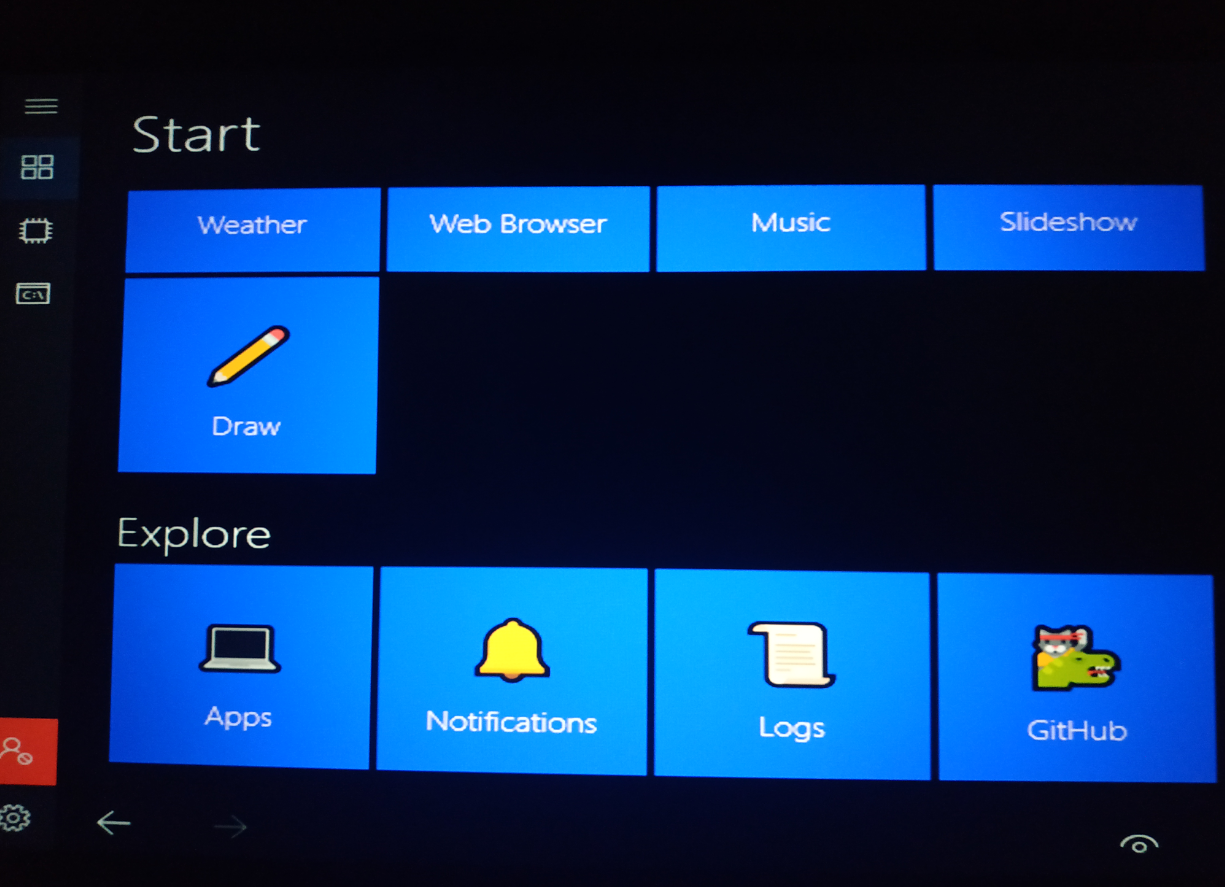 Start
Weather
Web Browser
Music
Slideshow
C:\
Draw
Explore
Apps
Notifications
Logs
GitHub